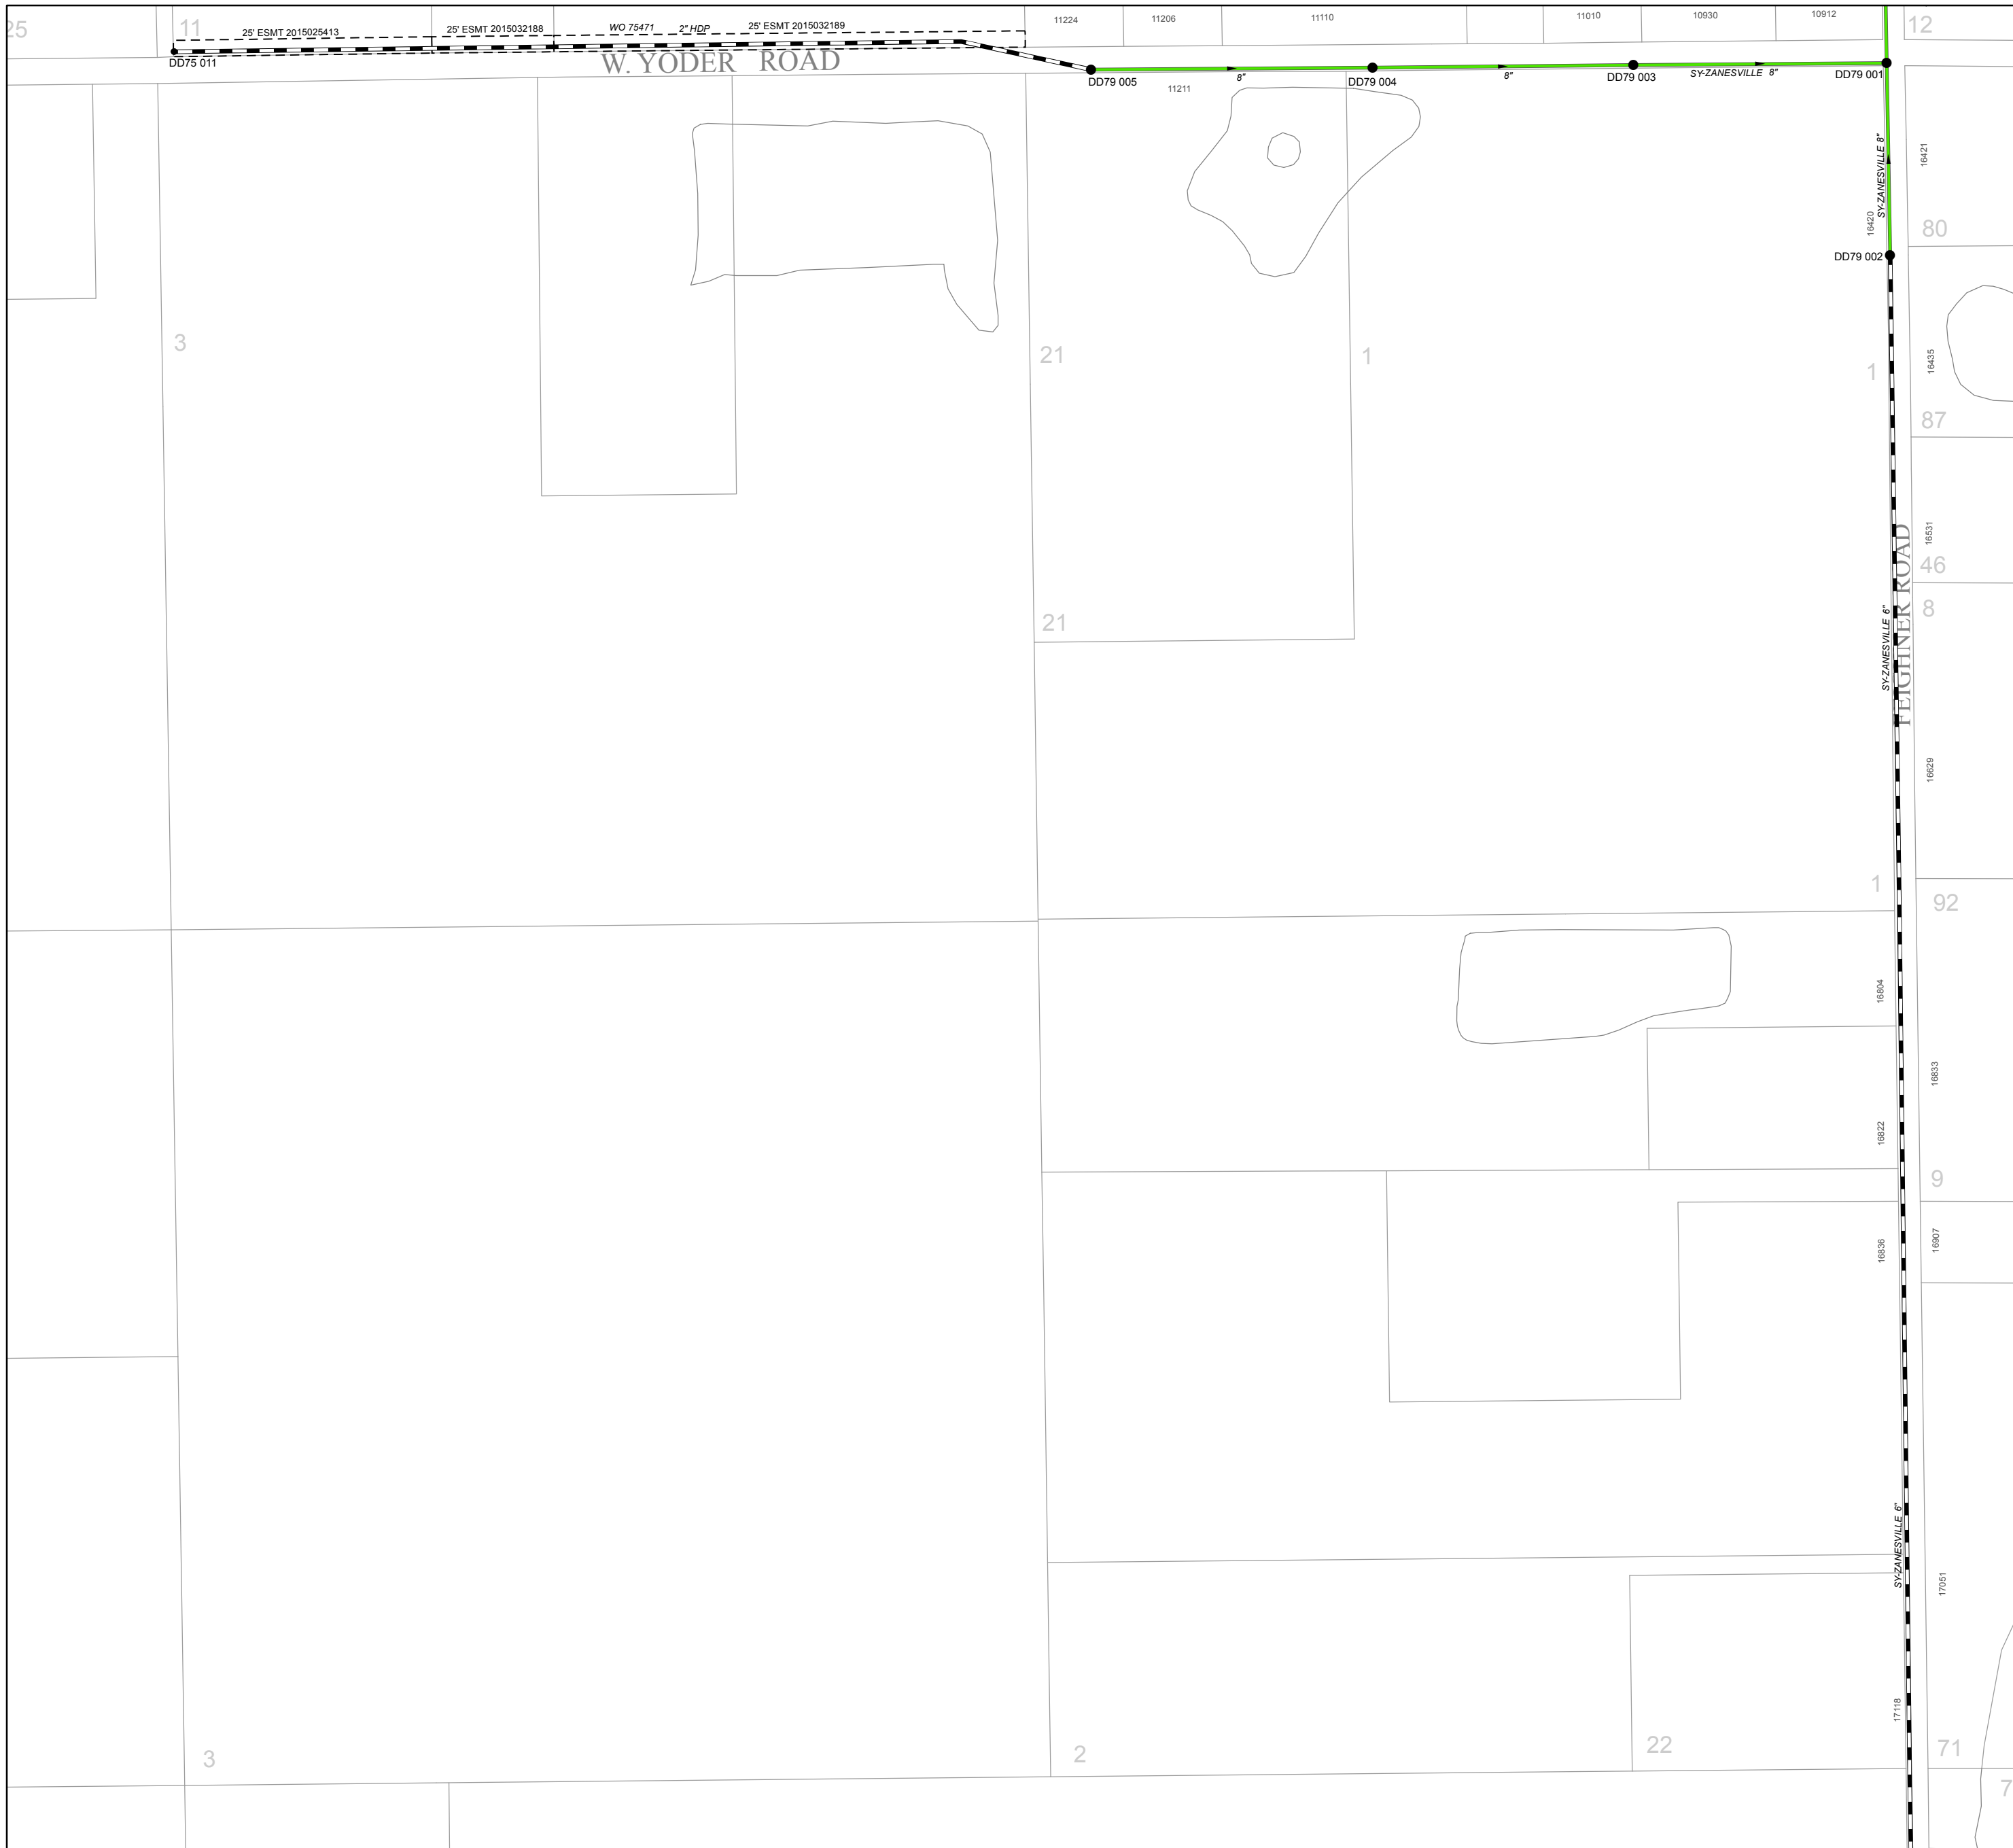 25
11
25' ESMT 2015025413
25' ESMT 2015032188
WO 75471
2" HDP
25' ESMT 2015032189
11224
11206
11110
11010
10930
10912
12
DD75 011
W. YODER ROAD
DD79 005
8"
DD79 004
8"
DD79 003
SY-ZANESVILLE 8"
DD79 001
11211
SY-ZANESVILLE 8"
16421
16420
80
DD79 002
3
21
1
1
16435
87
16531
46
8
FEIGHNER ROAD
SY-ZANESVILLE 6"
21
16629
1
92
16804
16833
16822
9
16836
16907
SY-ZANESVILLE 6"
17051
17118
3
2
22
71
7